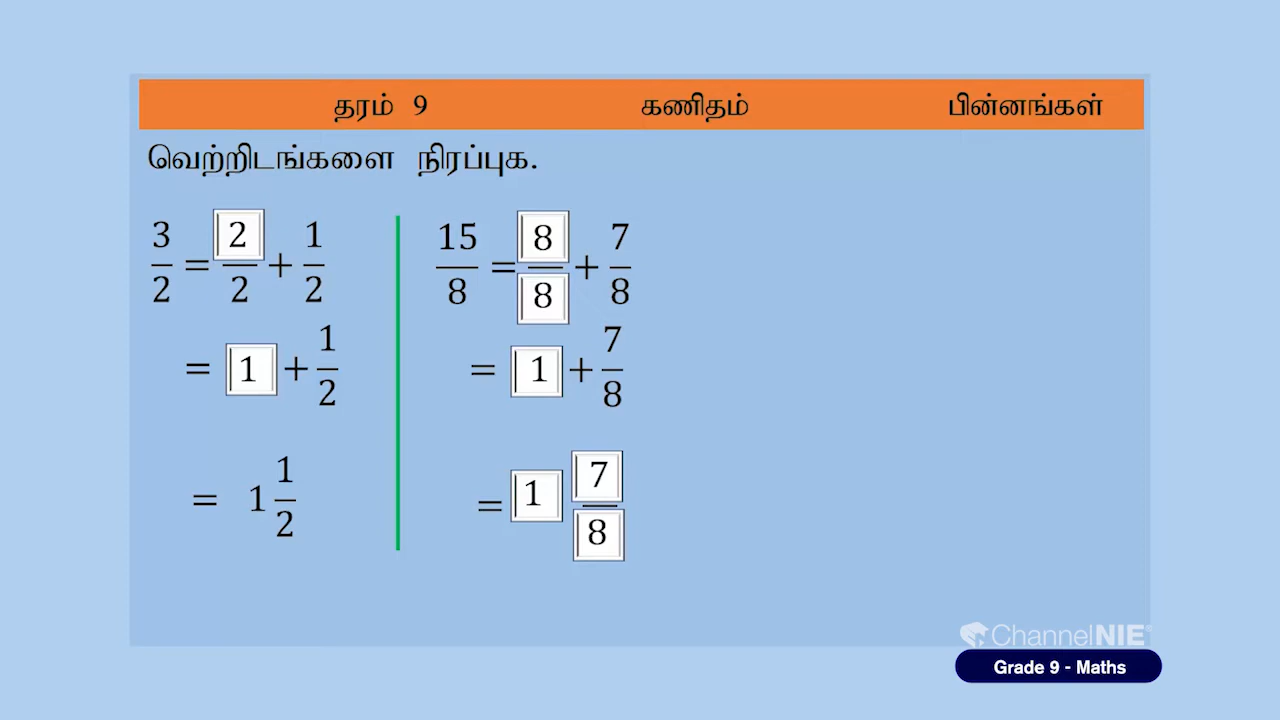 தரம் 9 கணிதம் பின்னங்கள்
வெற்றிடங்களை நிரப்புக.
3/2 = 2/2 + 1/2
= 1 + 1/2
= 1 1/2
15/8 = 8/8 + 7/8
= 1 + 7/8
= 1 7/8
ChannelNIE®
Grade 9 - Maths